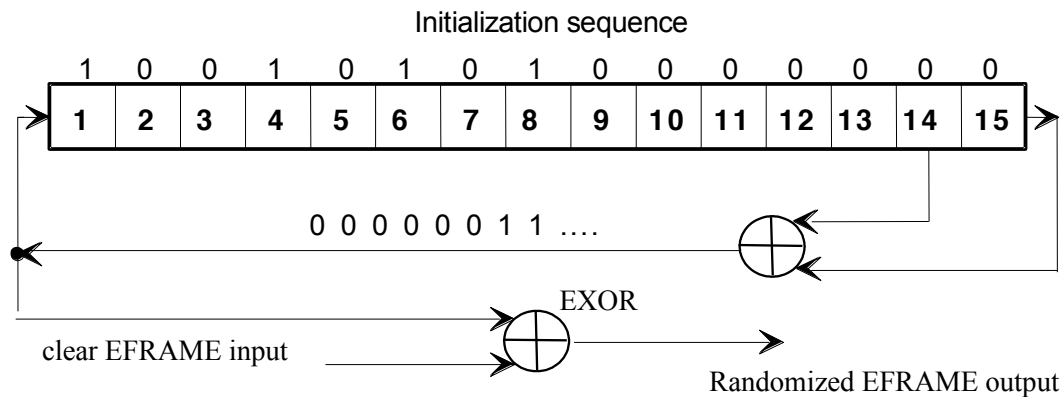 Initialization sequence
1 0 0 1 0 1 0 1 0 0 0 0 0 0 0
1 2 3 4 5 6 7 8 9 10 11 12 13 14 15
0 0 0 0 0 0 1 1 ....
EXOR
clear EFRAME input
Randomized EFRAME output